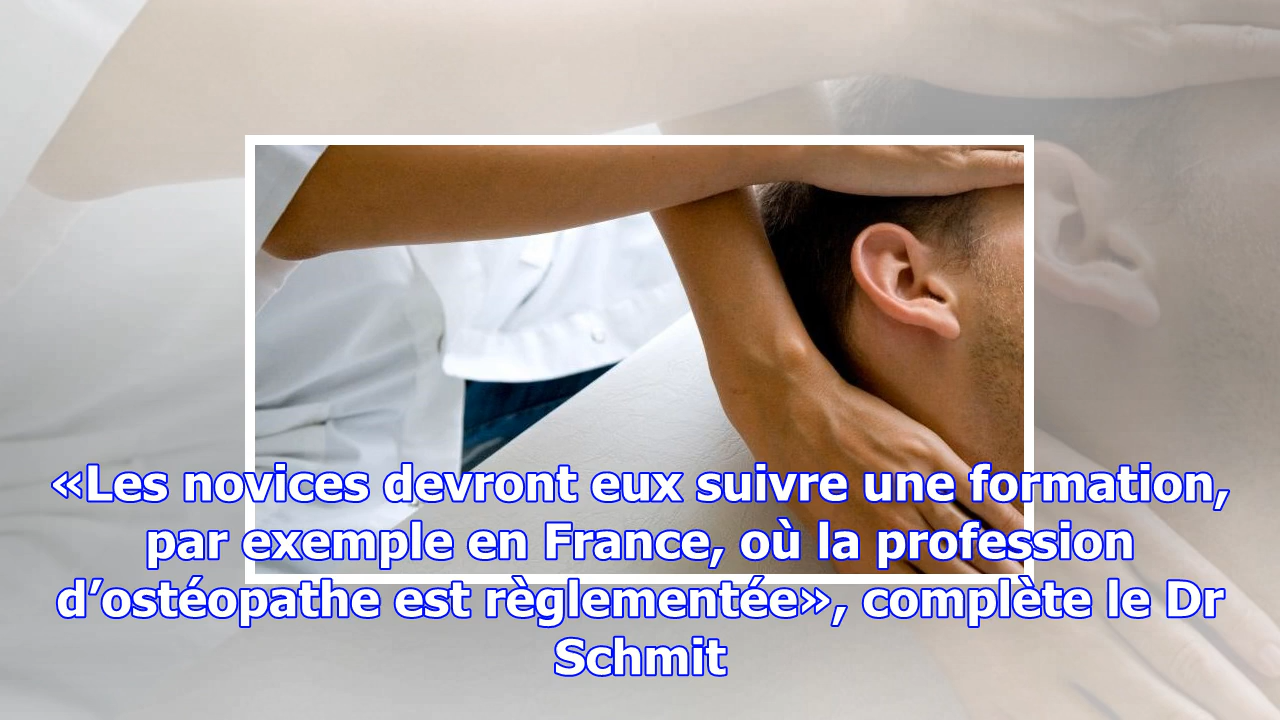 «Les novices devront eux suivre une formation,
par exemple en France, où la profession
d’ostéopathe est règlementée», complète le Dr
Schmit